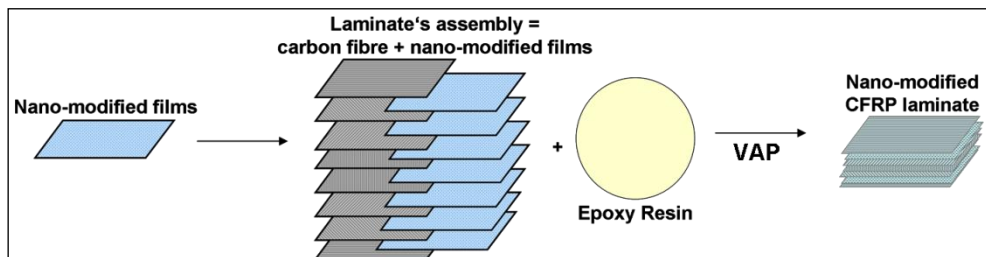 Nano-modified films
Laminate‘s assembly =
carbon fibre + nano-modified films
+
Epoxy Resin
VAP
Nano-modified
CFRP laminate